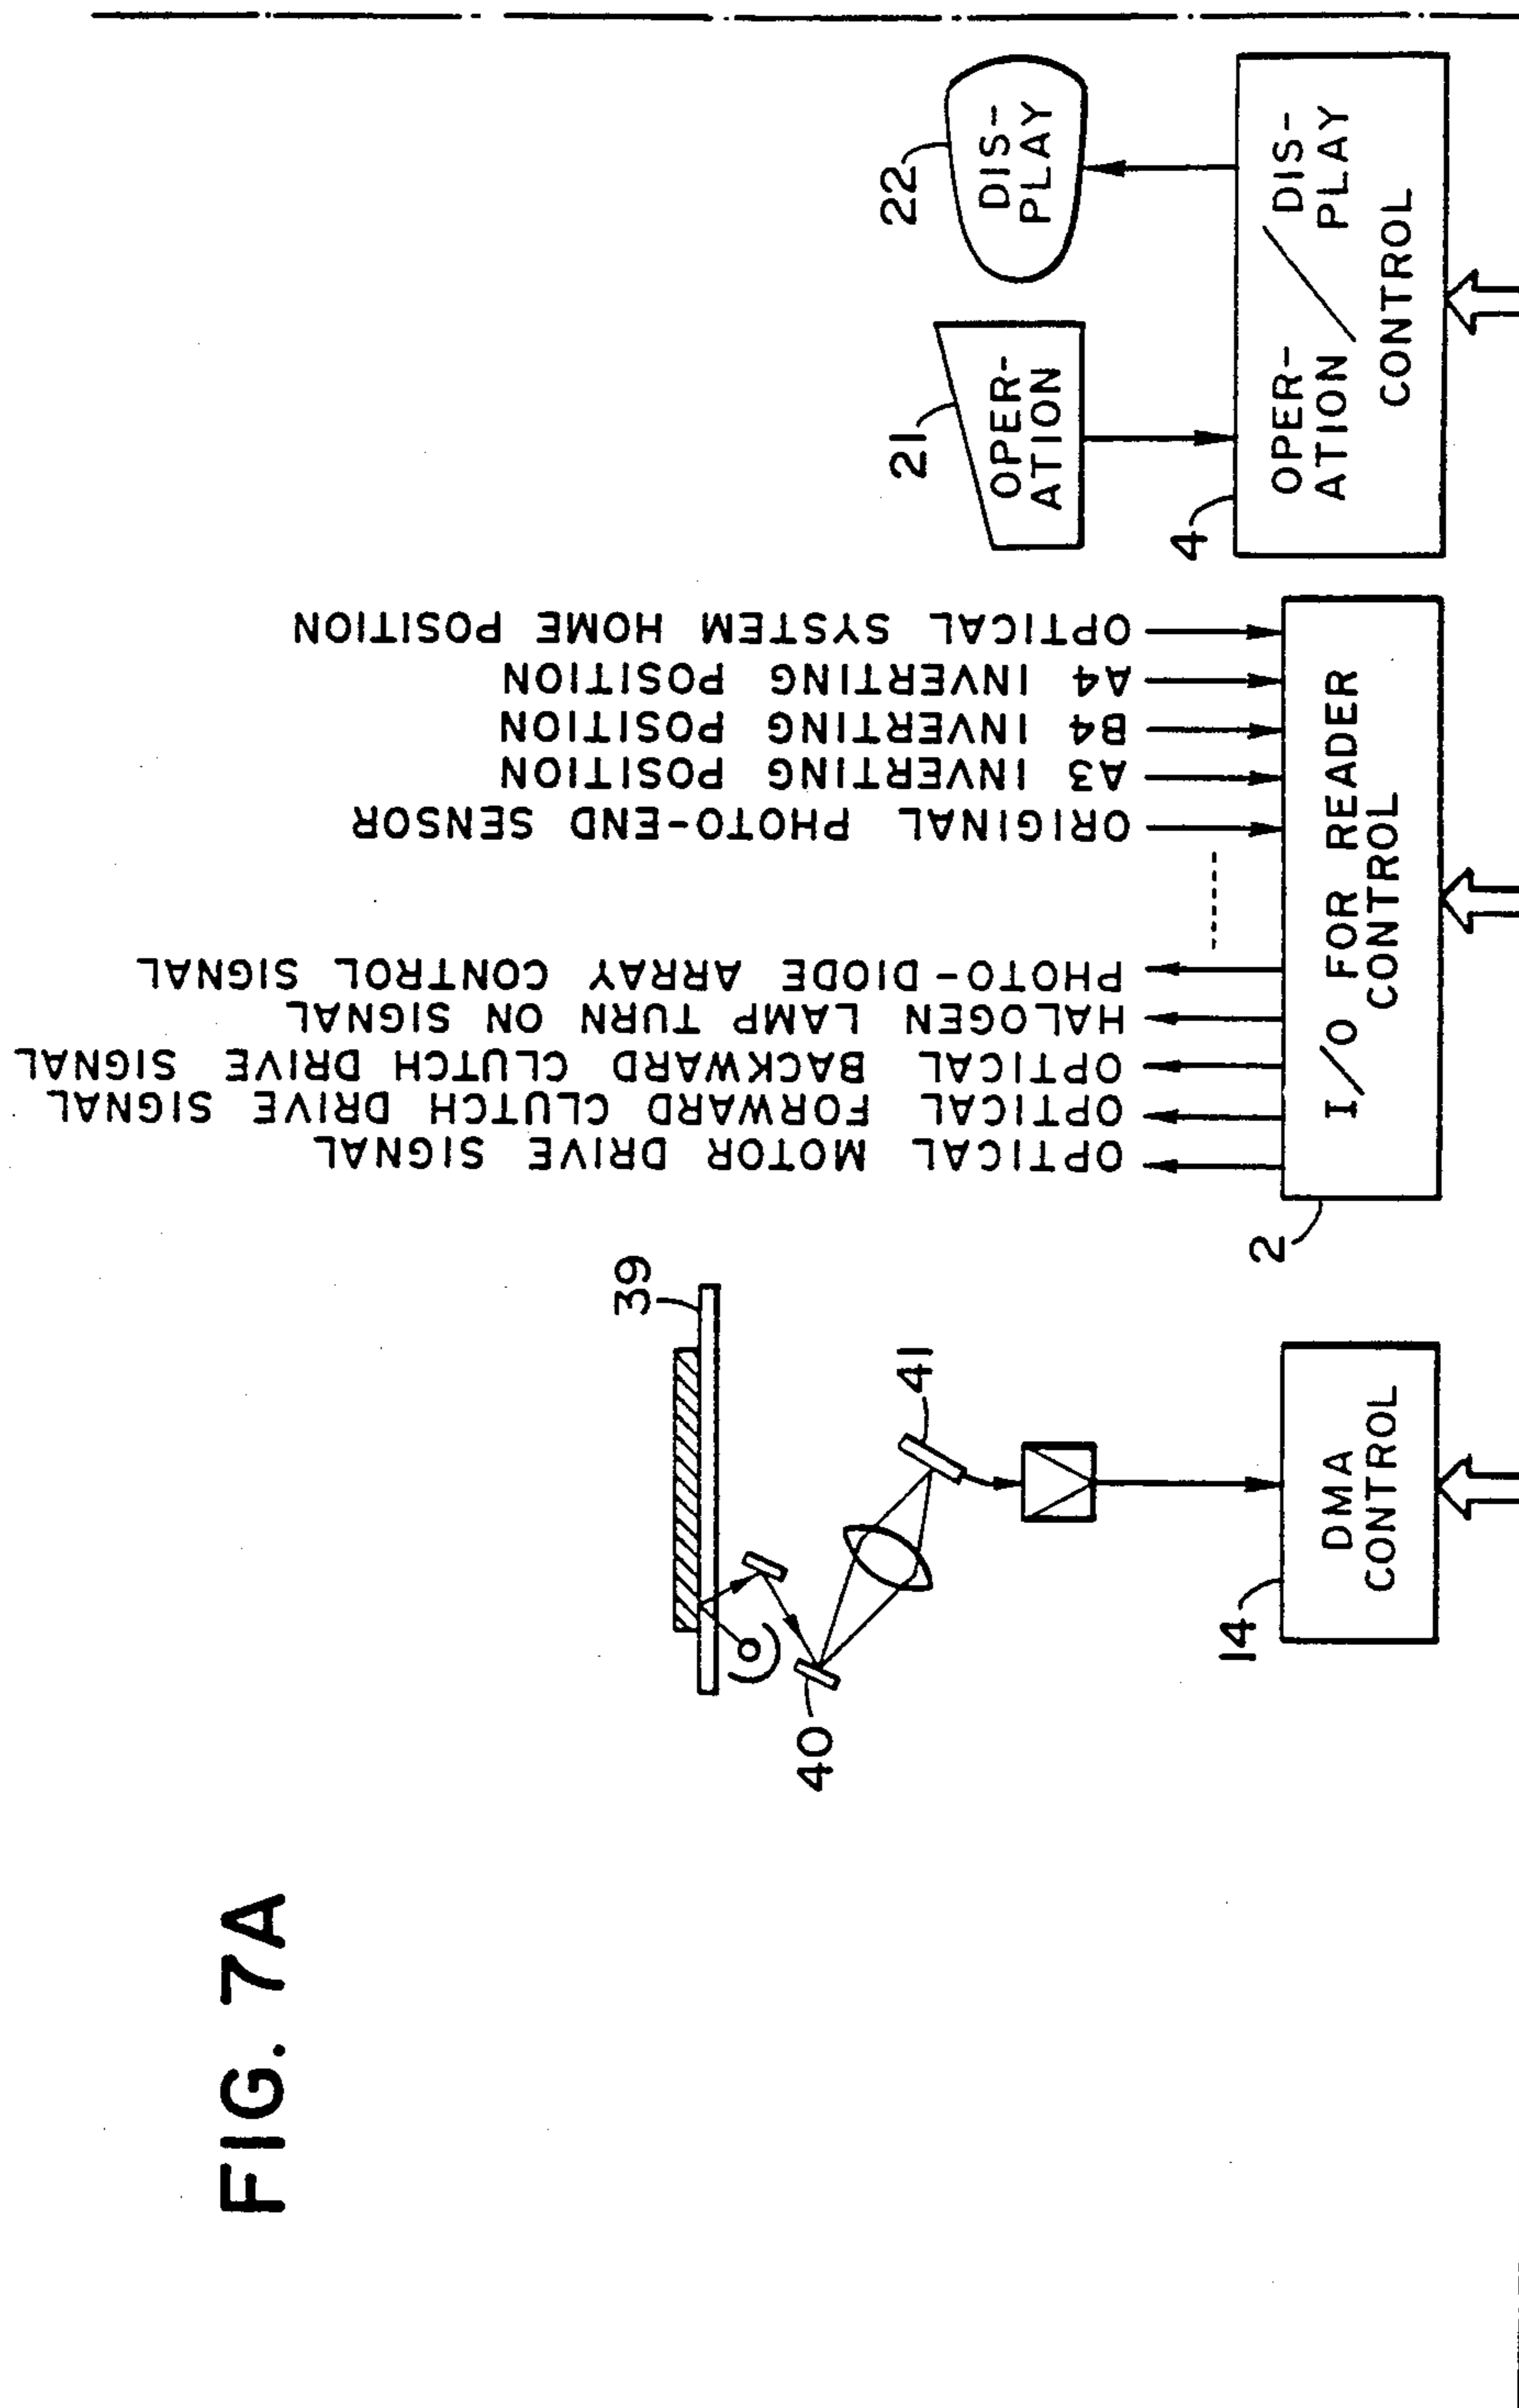 FIG. 7A
39
40
41
14
DMA
CONTROL
OPTICAL MOTOR DRIVE SIGNAL
OPTICAL FORWARD CLUTCH DRIVE SIGNAL
OPTICAL BACKWARD CLUTCH DRIVE SIGNAL
HALOGEN LAMP TURN ON SIGNAL
PHOTO-DIODE ARRAY CONTROL SIGNAL
ORIGINAL PHOTO-END SENSOR
A3 INVERTING POSITION
B4 INVERTING POSITION
A4 INVERTING POSITION
OPTICAL SYSTEM HOME POSITION
2
I/O FOR READER
CONTROL
21
OPER-
ATION
22
DIS-
PLAY
4
OPER-
ATION
/
DIS-
PLAY
CONTROL